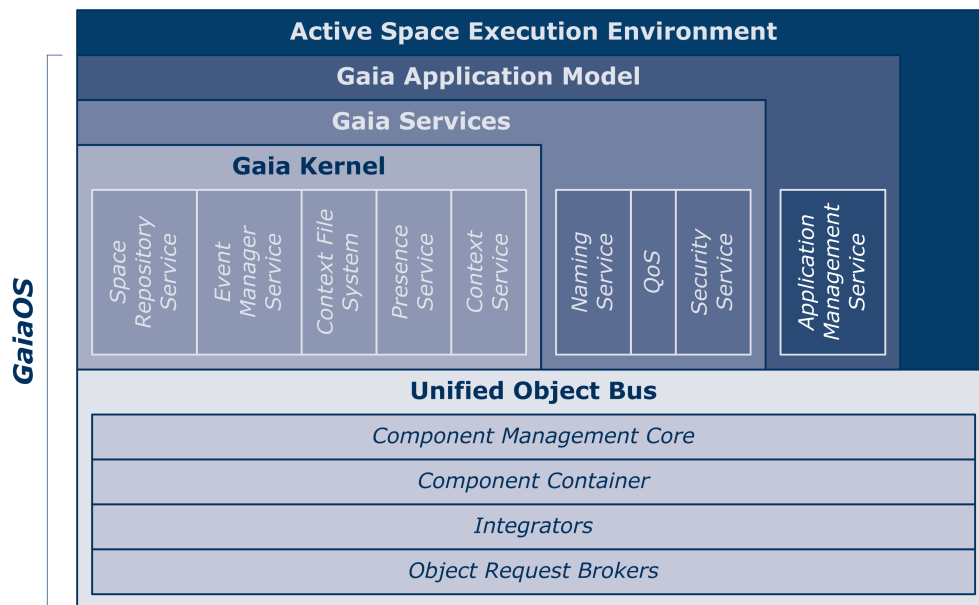 Active Space Execution Environment
Gaia Application Model
Gaia Services
Gaia Kernel
Space
Repository
Service
Event
Manager
Service
Context File
System
Presence
Service
Context
Service
Naming
Service
QoS
Security
Service
Application
Management
Service
GaiaOS
Unified Object Bus
Component Management Core
Component Container
Integrators
Object Request Brokers